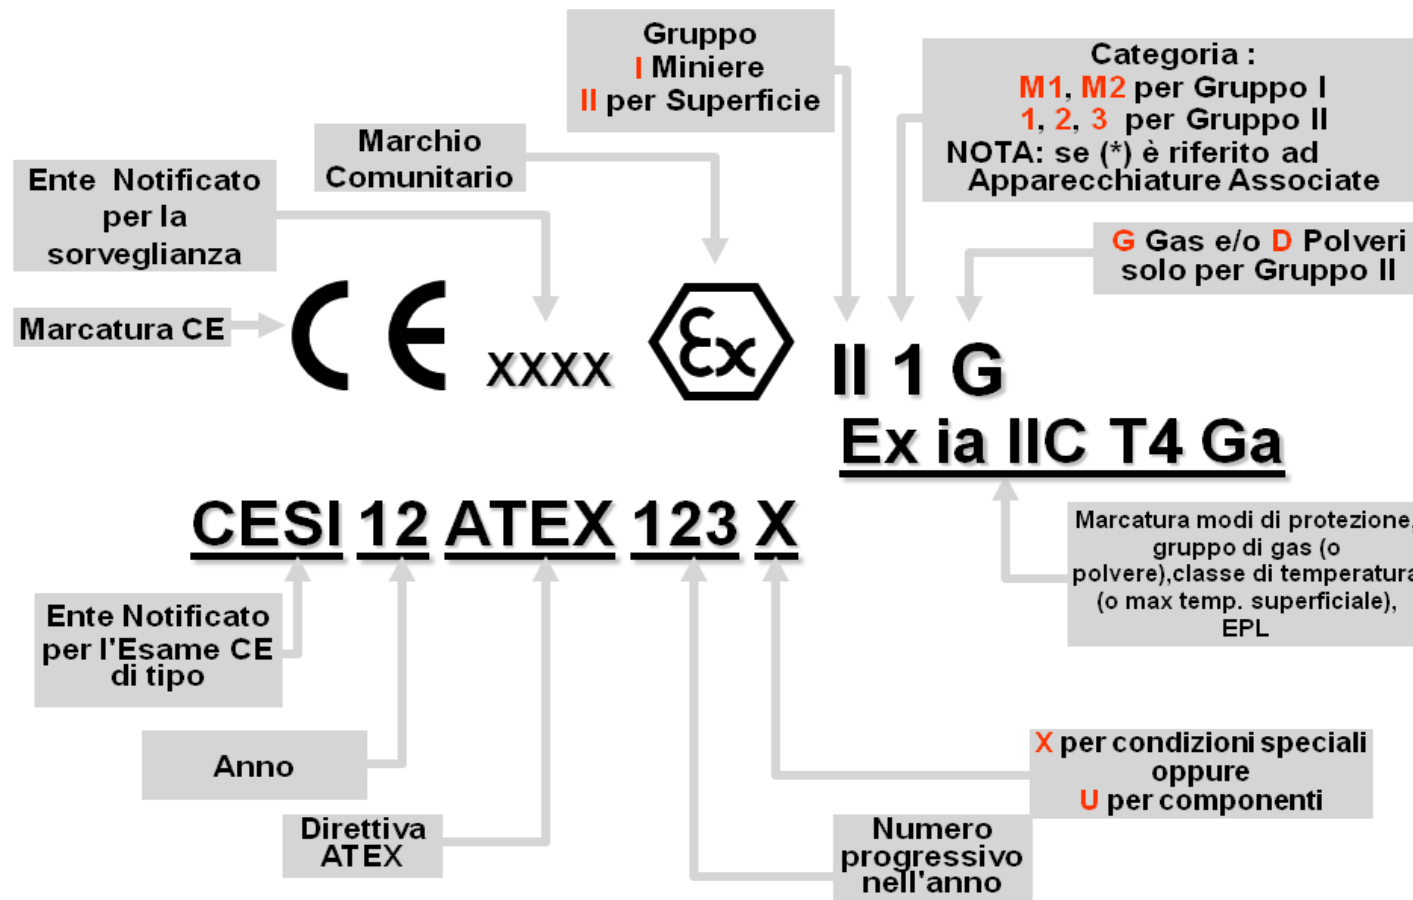 Gruppo
I Miniere
II per Superficie
Categoria :
M1, M2 per Gruppo I
1, 2, 3 per Gruppo II
NOTA: se (*) è riferito ad
Apparecchiature Associate
Marchio
Comunitario
Ente Notificato
per la
sorveglianza
G Gas e/o D Polveri
solo per Gruppo II
Marcatura CE
CE XXXX Ex II 1 G
Ex ia IIC T4 Ga
CESI 12 ATEX 123 X
Marcatura modi di protezione,
gruppo di gas (o
polvere),classe di temperatura
(o max temp. superficiale),
EPL
Ente Notificato
per l'Esame CE
di tipo
Anno
X per condizioni speciali
oppure
U per componenti
Direttiva
ATEX
Numero
progressivo
nell'anno